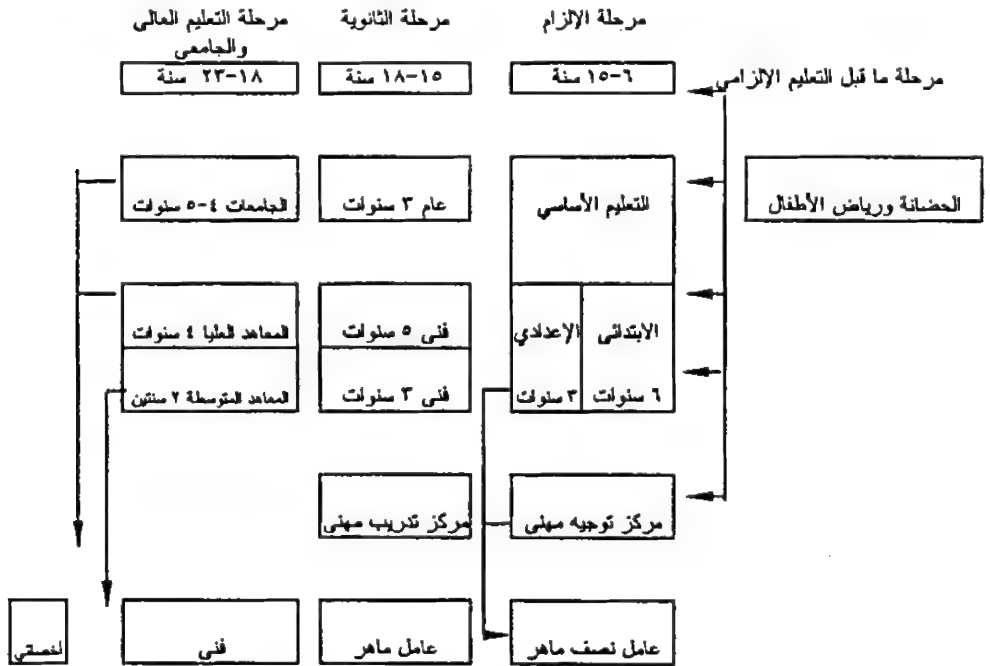 مرحلة الإلزام
مرحلة الثانوية
مرحلة التعليم العالى
والجامعى
مرحلة ما قبل التعليم الإلزامي
٦-١٥ سنة
١٥-١٨ سنة
١٨-٢٣ سنة
الحضانة ورياض الأطفال
التعليم الأساسي
عام ٣ سنوات
الجامعات ٤-٥ سنوات
الابتدائى
الإعدادي
فنى ٥ سنوات
المعاهد العليا ٤ سنوات
٦ سنوات
٣ سنوات
فنى ٣ سنوات
المعاهد المتوسطة ٢ سنتين
مركز توجيه مهنى
مركز تدريب مهنى
عامل نصف ماهر
عامل ماهر
فني